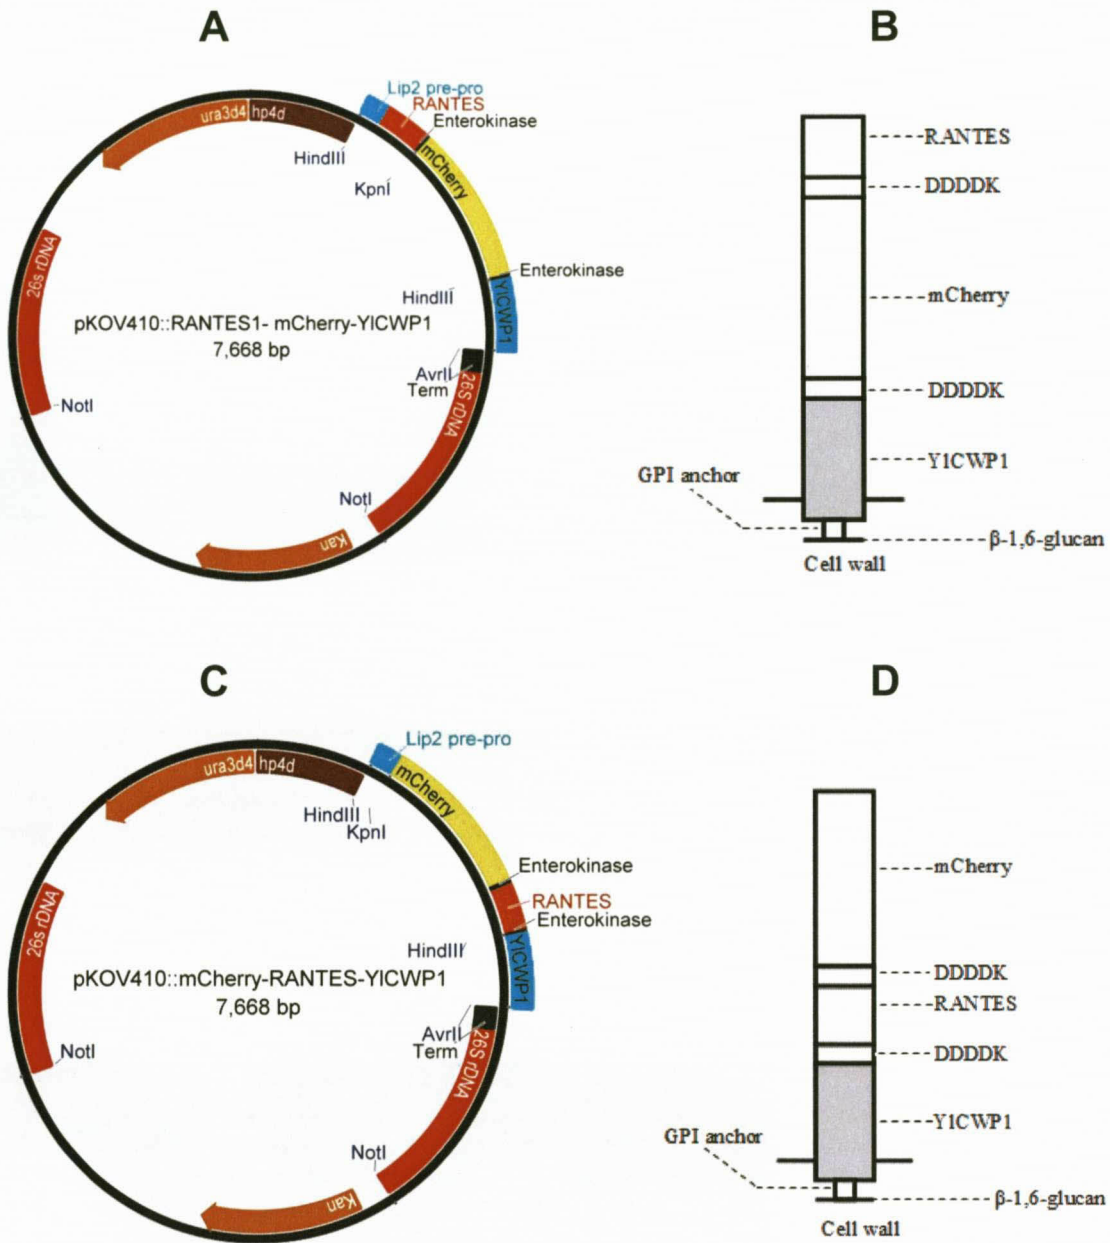 A
Lip2 pre-pro
RANTES
Enterokinase
mCherry
ura3d4
hp4d
HindIII
KpnI
26s rDNA
Enterokinase
HindIII
YlCWP1
pKOV410::RANTES1- mCherry-YlCWP1
7,668 bp
AvrII
Term
26S rDNA
NotI
NotI
Kan
B
RANTES
DDDDK
mCherry
DDDDK
YlCWP1
GPI anchor
β-1,6-glucan
Cell wall
C
Lip2 pre-pro
mCherry
ura3d4
hp4d
HindIII
KpnI
Enterokinase
RANTES
Enterokinase
26s rDNA
HindIII
YlCWP1
pKOV410::mCherry-RANTES-YlCWP1
7,668 bp
AvrII
Term
26S rDNA
NotI
NotI
Kan
D
mCherry
DDDDK
RANTES
DDDDK
YlCWP1
GPI anchor
β-1,6-glucan
Cell wall